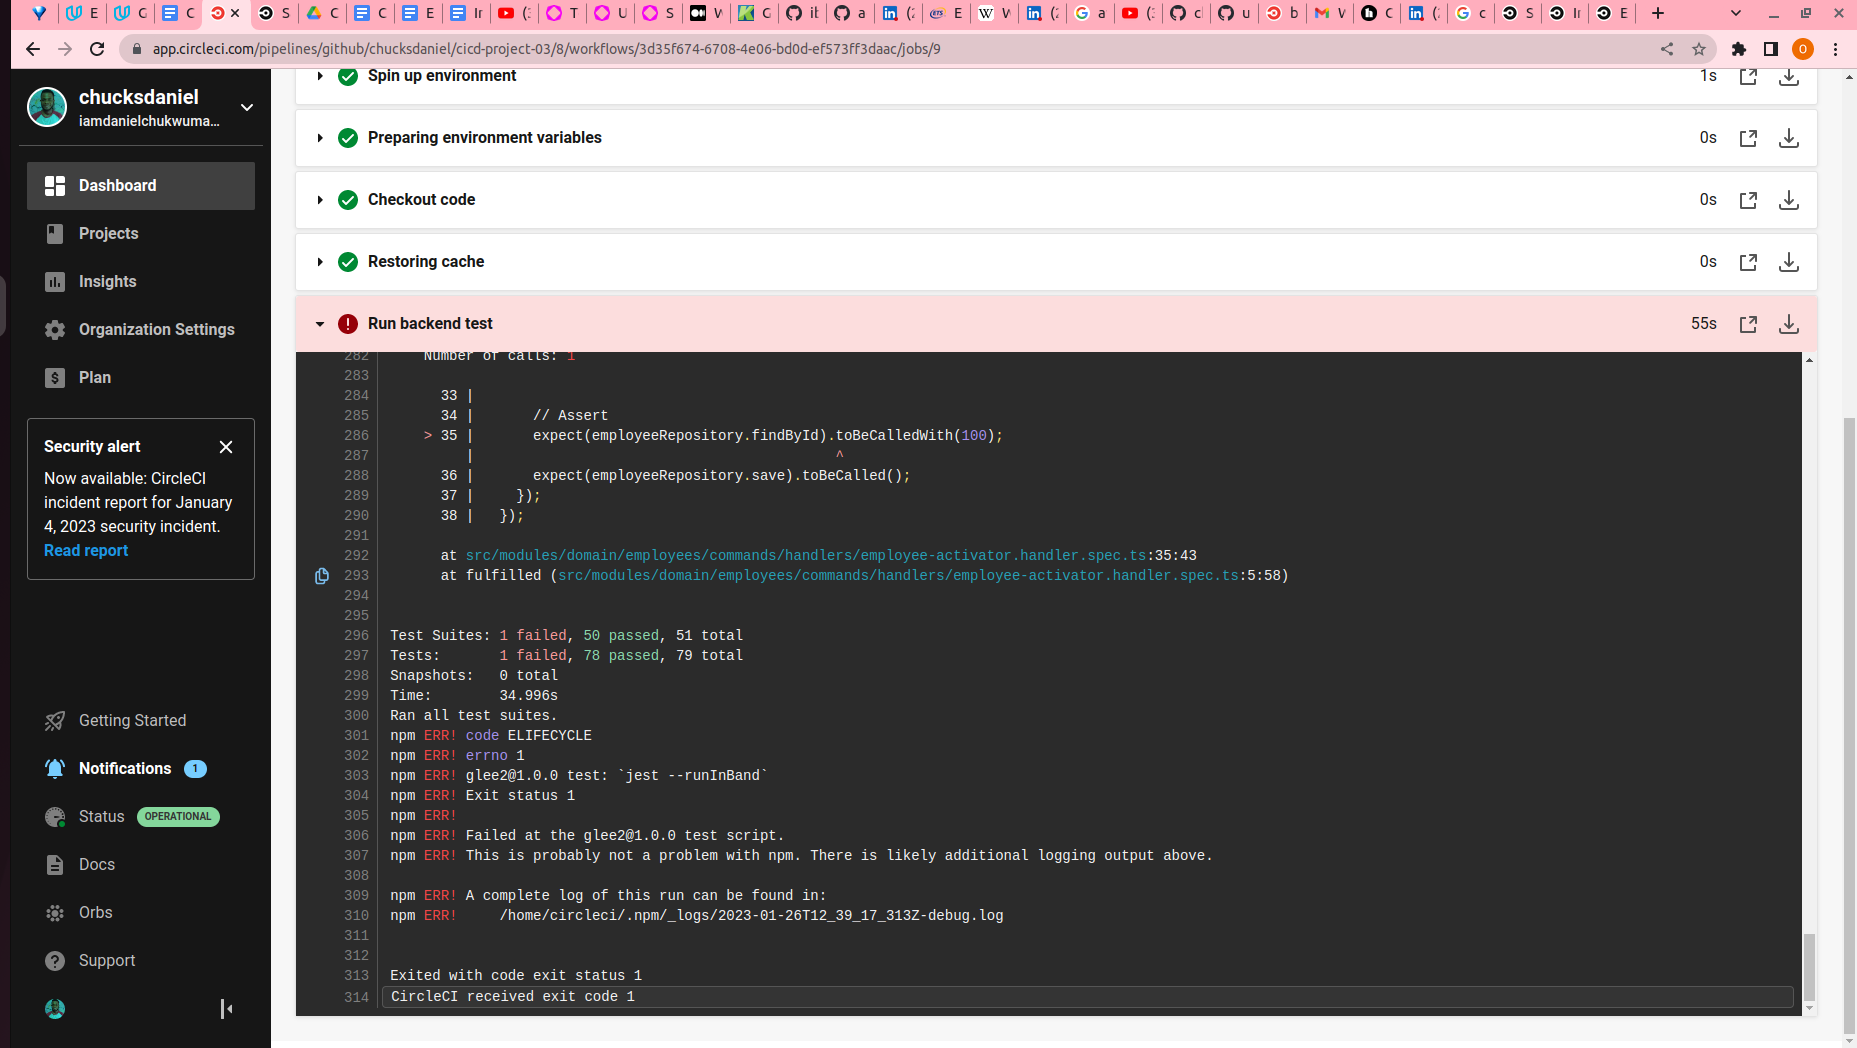 E
C
C
S
C
C
E
In
(3
T
U
S
W
G
ib
a
in (2
ETS E
W W
in (2
a
(3
cl
u
b
V
h C
in (2
c
S
In
E
app.circleci.com/pipelines/github/chucksdaniel/cicd-project-03/8/workflows/3d35f674-6708-4e06-bd0d-ef573ff3daac/jobs/9
O
chucksdaniel
iamdanielchukwuma...
Dashboard
Projects
Insights
Organization Settings
$ Plan
Security alert
Now available: CircleCI
incident report for January
4, 2023 security incident.
Read report
Getting Started
Notifications 1
Status OPERATIONAL
Docs
Orbs
? Support
Spin up environment 1s
Preparing environment variables 0s
Checkout code 0s
Restoring cache 0s
! Run backend test 55s
282 Number of calls: 1
283
284 33 |
285 34 | // Assert
286 > 35 | expect(employeeRepository.findById).toBeCalledWith(100);
287 | ^
288 36 | expect(employeeRepository.save).toBeCalled();
289 37 | });
290 38 | });
291
292 at src/modules/domain/employees/commands/handlers/employee-activator.handler.spec.ts:35:43
293 at fulfilled (src/modules/domain/employees/commands/handlers/employee-activator.handler.spec.ts:5:58)
294
295
296 Test Suites: 1 failed, 50 passed, 51 total
297 Tests: 1 failed, 78 passed, 79 total
298 Snapshots: 0 total
299 Time: 34.996s
300 Ran all test suites.
301 npm ERR! code ELIFECYCLE
302 npm ERR! errno 1
303 npm ERR! glee2@1.0.0 test: `jest --runInBand`
304 npm ERR! Exit status 1
305 npm ERR!
306 npm ERR! Failed at the glee2@1.0.0 test script.
307 npm ERR! This is probably not a problem with npm. There is likely additional logging output above.
308
309 npm ERR! A complete log of this run can be found in:
310 npm ERR! /home/circleci/.npm/_logs/2023-01-26T12_39_17_313Z-debug.log
311
312
313 Exited with code exit status 1
314 CircleCI received exit code 1